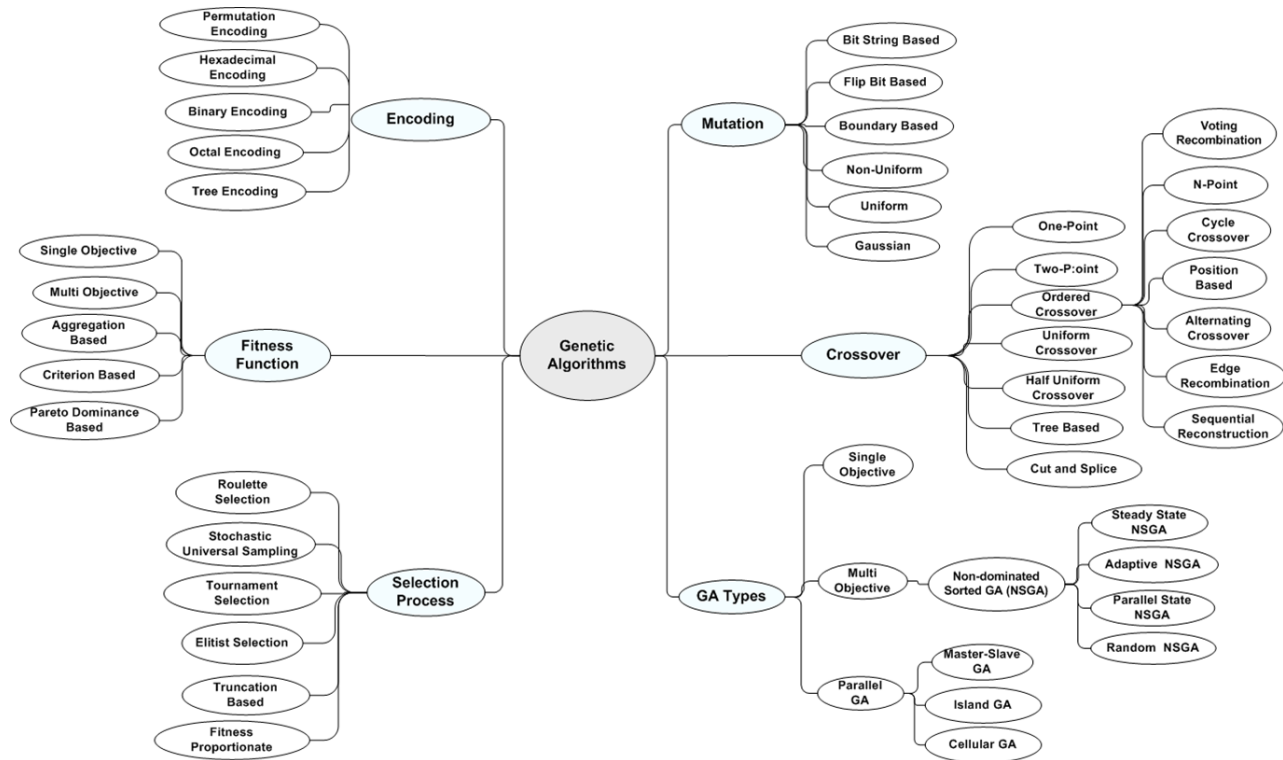 Permutation
Encoding
Hexadecimal
Encoding
Binary Encoding
Octal Encoding
Tree Encoding
Encoding
Single Objective
Multi Objective
Aggregation
Based
Criterion Based
Pareto Dominance
Based
Fitness
Function
Roulette
Selection
Stochastic
Universal Sampling
Tournament
Selection
Elitist Selection
Truncation
Based
Fitness
Proportionate
Selection
Process
Genetic
Algorithms
Mutation
Bit String Based
Flip Bit Based
Boundary Based
Non-Uniform
Uniform
Gaussian
Crossover
One-Point
Two-P:oint
Ordered
Crossover
Uniform
Crossover
Half Uniform
Crossover
Tree Based
Cut and Splice
Voting
Recombination
N-Point
Cycle
Crossover
Position
Based
Alternating
Crossover
Edge
Recombination
Sequential
Reconstruction
GA Types
Single
Objective
Multi
Objective
Non-dominated
Sorted GA (NSGA)
Steady State
NSGA
Adaptive NSGA
Parallel State
NSGA
Random NSGA
Parallel
GA
Master-Slave
GA
Island GA
Cellular GA